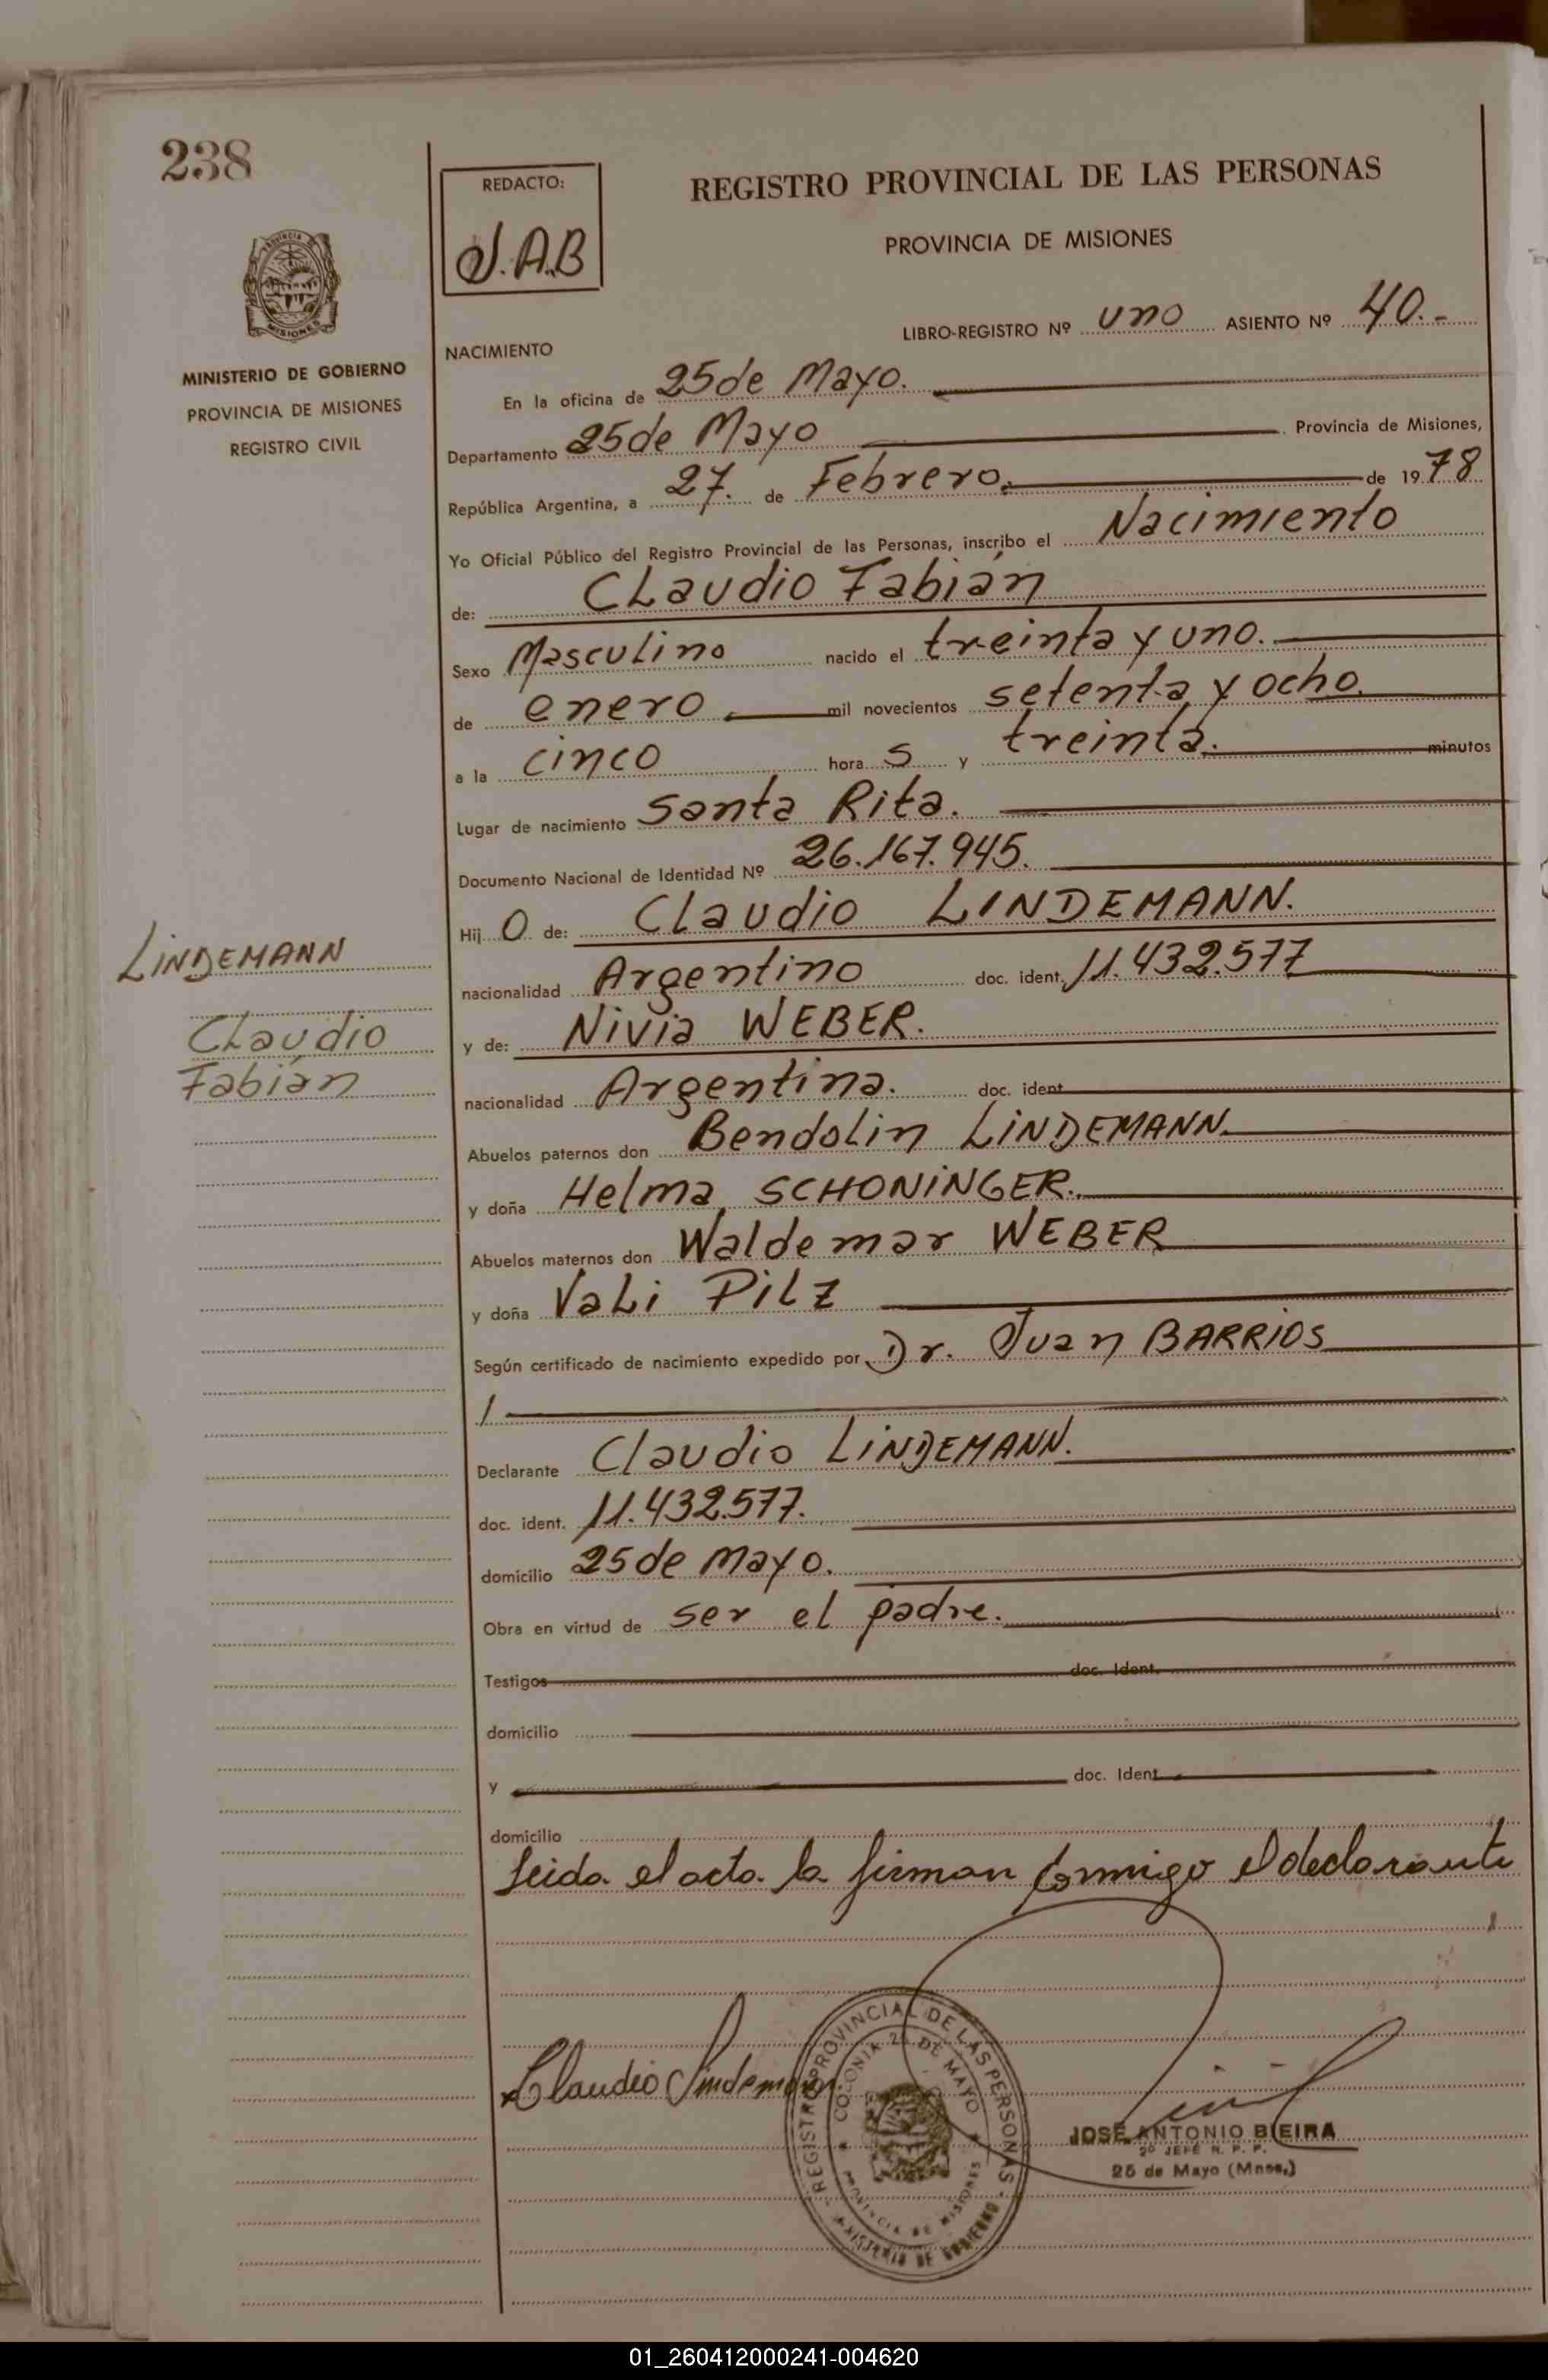 238
REDACTO:
J.A.B
REGISTRO PROVINCIAL DE LAS PERSONAS
PROVINCIA DE MISIONES
MISIONES
MINISTERIO DE GOBIERNO
PROVINCIA DE MISIONES
REGISTRO CIVIL
LIBRO-REGISTRO Nº uno ASIENTO Nº 40.-
NACIMIENTO
En la oficina de 25 de Mayo.
Departamento 25 de Mayo Provincia de Misiones,
República Argentina, a 27. de Febrero. de 1978
Yo Oficial Público del Registro Provincial de las Personas, inscribo el Nacimiento
de: CLaudio Fabián
Sexo Masculino nacido el treinta y uno.
de enero mil novecientos setenta y ocho.
a la cinco hora s y treinta. minutos
Lugar de nacimiento Santa Rita.
Documento Nacional de Identidad Nº 26.167.945.
Hij o de: CLaudio LINDEMANN.
nacionalidad Argentino doc. ident. 11.432.577
y de: Nivia WEBER.
nacionalidad Argentina. doc. ident
Abuelos paternos don Bendolin LiNDEMANN.
y doña Helma SCHONiNGER.
Abuelos maternos don Waldemar WEBER
y doña VaLi PiLz
Según certificado de nacimiento expedido por Dr. Juan BARRiOS
/
Declarante Claudio LiNDEMANN.
doc. ident. 11.432.577.
domicilio 25 de Mayo.
Obra en virtud de ser el padre.
Testigos doc. Ident.
domicilio
y doc. Ident
domicilio
Leida el acta la firman conmigo el declarante
LiNDEMANN
CLaudio
Fabián
Claudio Lindemann
REGISTRO PROVINCIAL DE LAS PERSONAS
COLONIA 25 DE MAYO
PROVINCIA DE MISIONES
MINISTERIO DE GOBIERNO
JOSE ANTONIO BIEIRA
2º JEFE R. P. P.
25 de Mayo (Mnes.)
01_260412000241-004620